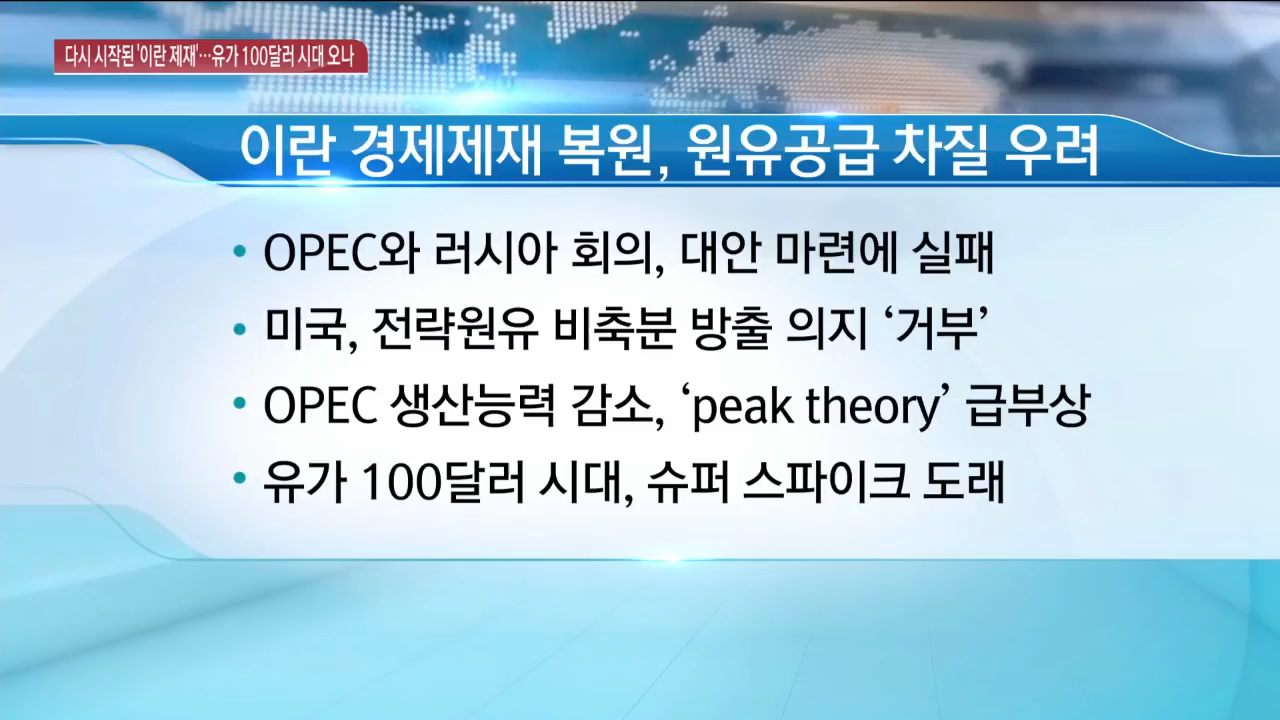 다시 시작된 '이란 제재'…유가 100달러 시대 오나
이란 경제제재 복원, 원유공급 차질 우려
• OPEC와 러시아 회의, 대안 마련에 실패
• 미국, 전략원유 비축분 방출 의지 ‘거부’
• OPEC 생산능력 감소, ‘peak theory’ 급부상
• 유가 100달러 시대, 슈퍼 스파이크 도래